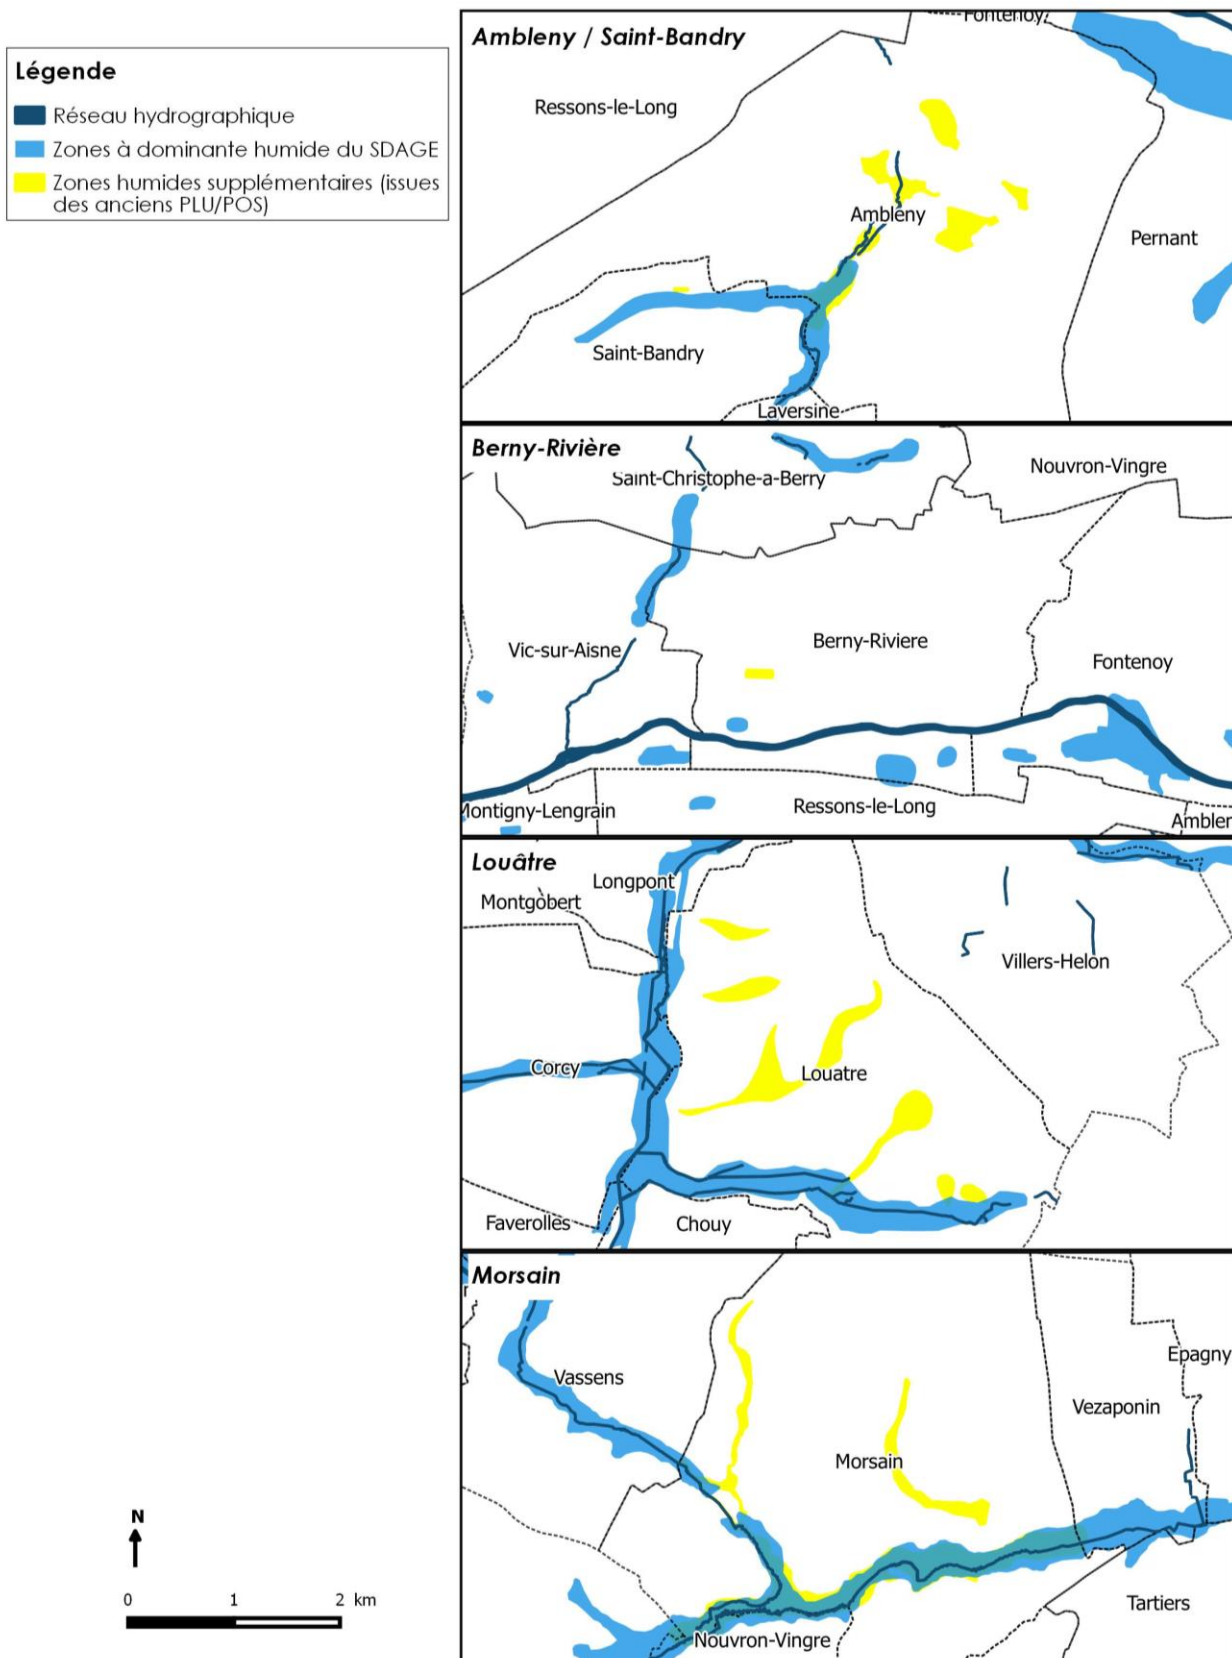 Légende
Réseau hydrographique
Zones à dominante humide du SDAGE
Zones humides supplémentaires (issues
des anciens PLU/POS)
Ambleny / Saint-Bandry
Fontenoy
Ressons-le-Long
Ambleny
Pernant
Saint-Bandry
Laversine
Berny-Rivière
Nouvron-Vingre
Saint-Christophe-a-Berry
Berny-Riviere
Vic-sur-Aisne
Fontenoy
Montigny-Lengrain
Ressons-le-Long
Amblen
Louâtre
Longpont
Montgobert
Villers-Helon
Corcy
Louatre
Faverolles
Chouy
Morsain
Epagny
Vassens
Vezaponin
Morsain
Tartiers
Nouvron-Vingre
N
0 1 2 km